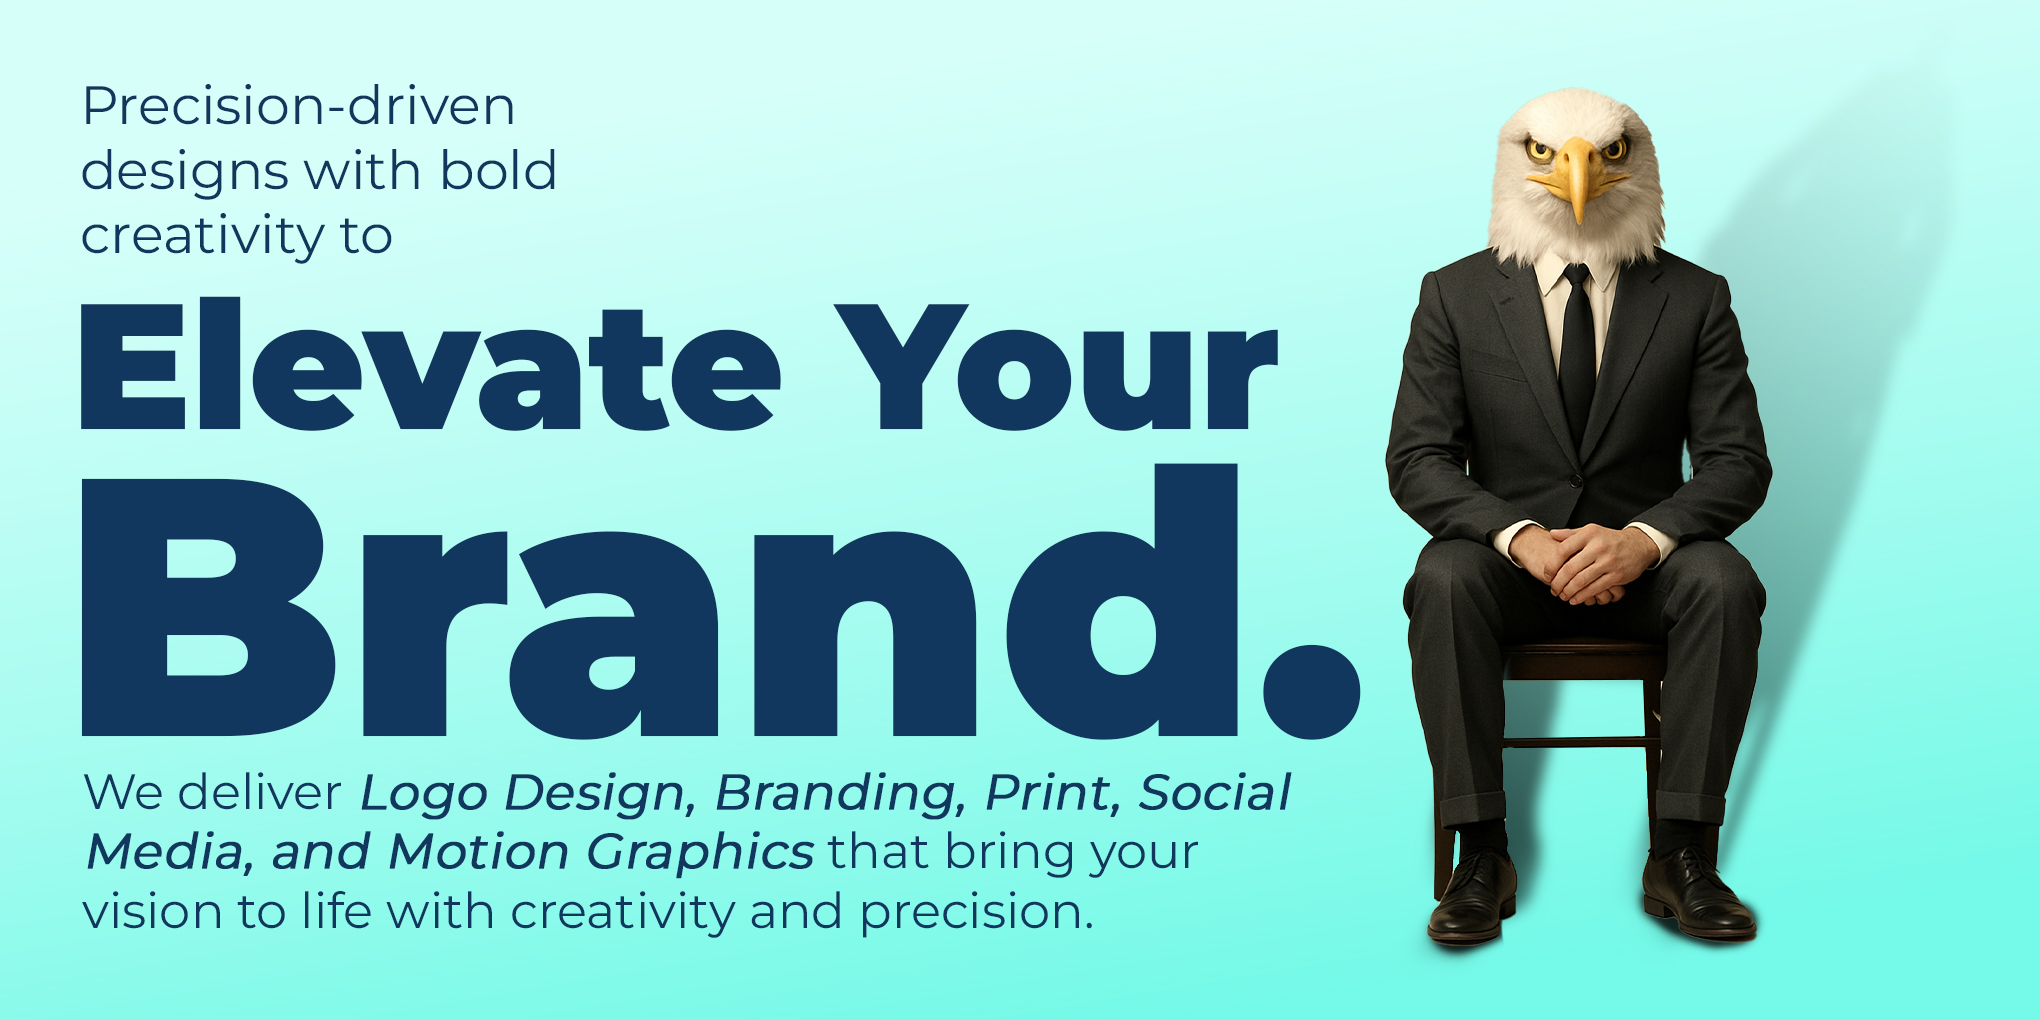 Precision-driven
designs with bold
creativity to
Elevate Your
Brand.
We deliver Logo Design, Branding, Print, Social
Media, and Motion Graphics that bring your
vision to life with creativity and precision.